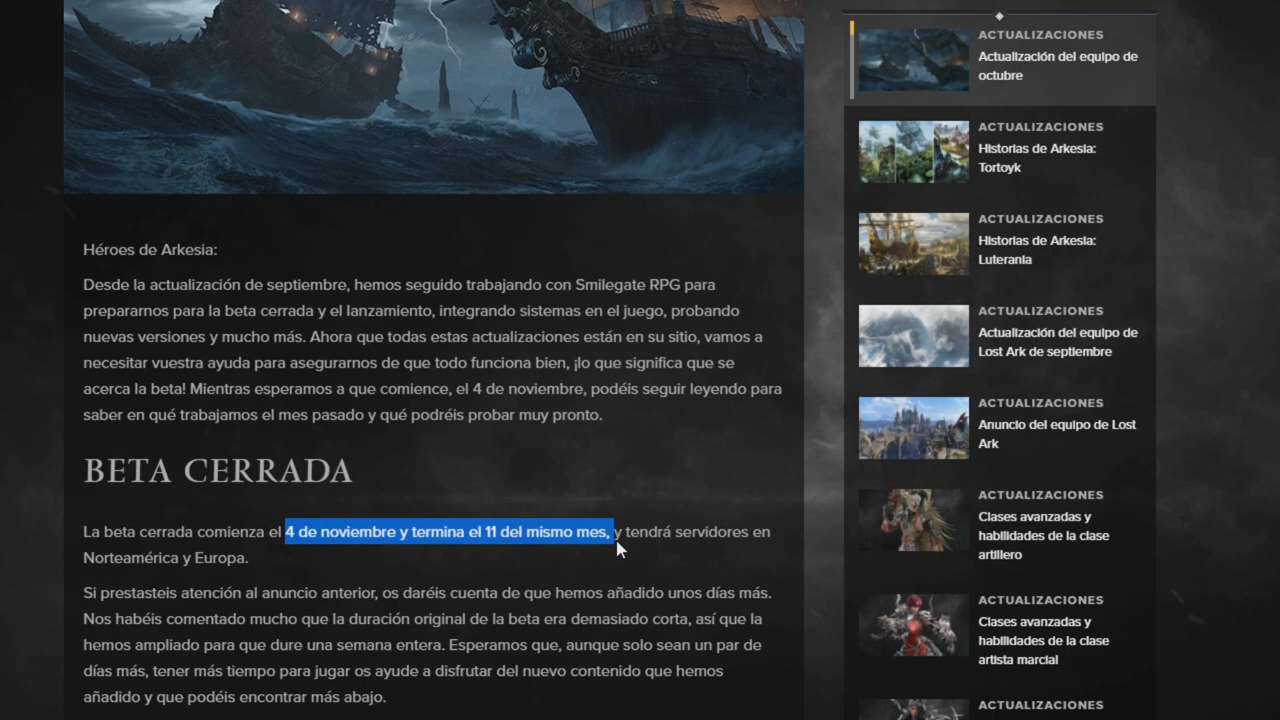 Héroes de Arkesia:
Desde la actualización de septiembre, hemos seguido trabajando con Smilegate RPG para
prepararnos para la beta cerrada y el lanzamiento, integrando sistemas en el juego, probando
nuevas versiones y mucho más. Ahora que todas estas actualizaciones están en su sitio, vamos a
necesitar vuestra ayuda para asegurarnos de que todo funciona bien, ¡lo que significa que se
acerca la beta! Mientras esperamos a que comience, el 4 de noviembre, podéis seguir leyendo para
saber en qué trabajamos el mes pasado y qué podréis probar muy pronto.
BETA CERRADA
La beta cerrada comienza el 4 de noviembre y termina el 11 del mismo mes, y tendrá servidores en
Norteamérica y Europa.
Si prestasteis atención al anuncio anterior, os daréis cuenta de que hemos añadido unos días más.
Nos habéis comentado mucho que la duración original de la beta era demasiado corta, así que la
hemos ampliado para que dure una semana entera. Esperamos que, aunque solo sean un par de
días más, tener más tiempo para jugar os ayude a disfrutar del nuevo contenido que hemos
añadido y que podéis encontrar más abajo.
ACTUALIZACIONES
Actualización del equipo de
octubre
ACTUALIZACIONES
Historias de Arkesia:
Tortoyk
ACTUALIZACIONES
Historias de Arkesia:
Luterania
ACTUALIZACIONES
Actualización del equipo de
Lost Ark de septiembre
ACTUALIZACIONES
Anuncio del equipo de Lost
Ark
ACTUALIZACIONES
Clases avanzadas y
habilidades de la clase
artillero
ACTUALIZACIONES
Clases avanzadas y
habilidades de la clase
artista marcial
ACTUALIZACIONES